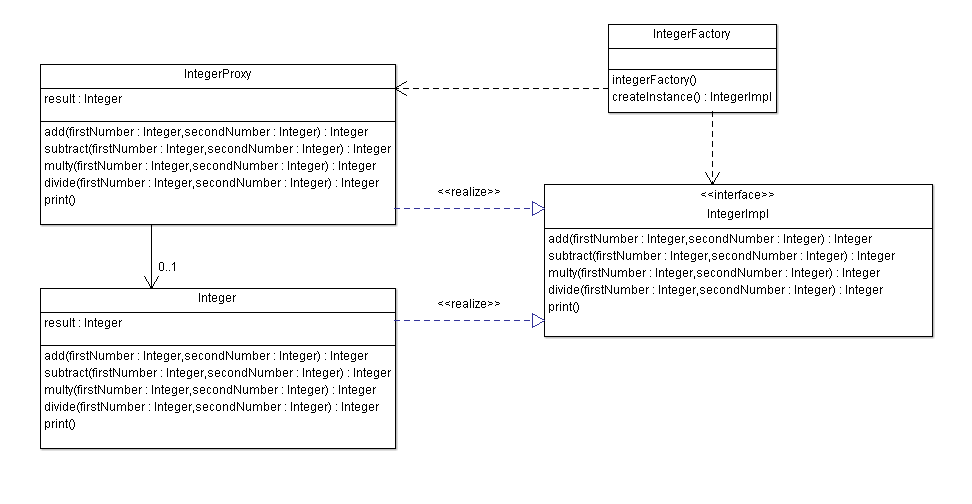 IntegerFactory
integerFactory()
createInstance() : IntegerImpl
IntegerProxy
result : Integer
add(firstNumber : Integer,secondNumber : Integer) : Integer
subtract(firstNumber : Integer,secondNumber : Integer) : Integer
multy(firstNumber : Integer,secondNumber : Integer) : Integer
divide(firstNumber : Integer,secondNumber : Integer) : Integer
print()
<<realize>>
<<interface>>
IntegerImpl
add(firstNumber : Integer,secondNumber : Integer) : Integer
subtract(firstNumber : Integer,secondNumber : Integer) : Integer
multy(firstNumber : Integer,secondNumber : Integer) : Integer
divide(firstNumber : Integer,secondNumber : Integer) : Integer
print()
0..1
<<realize>>
Integer
result : Integer
add(firstNumber : Integer,secondNumber : Integer) : Integer
subtract(firstNumber : Integer,secondNumber : Integer) : Integer
multy(firstNumber : Integer,secondNumber : Integer) : Integer
divide(firstNumber : Integer,secondNumber : Integer) : Integer
print()